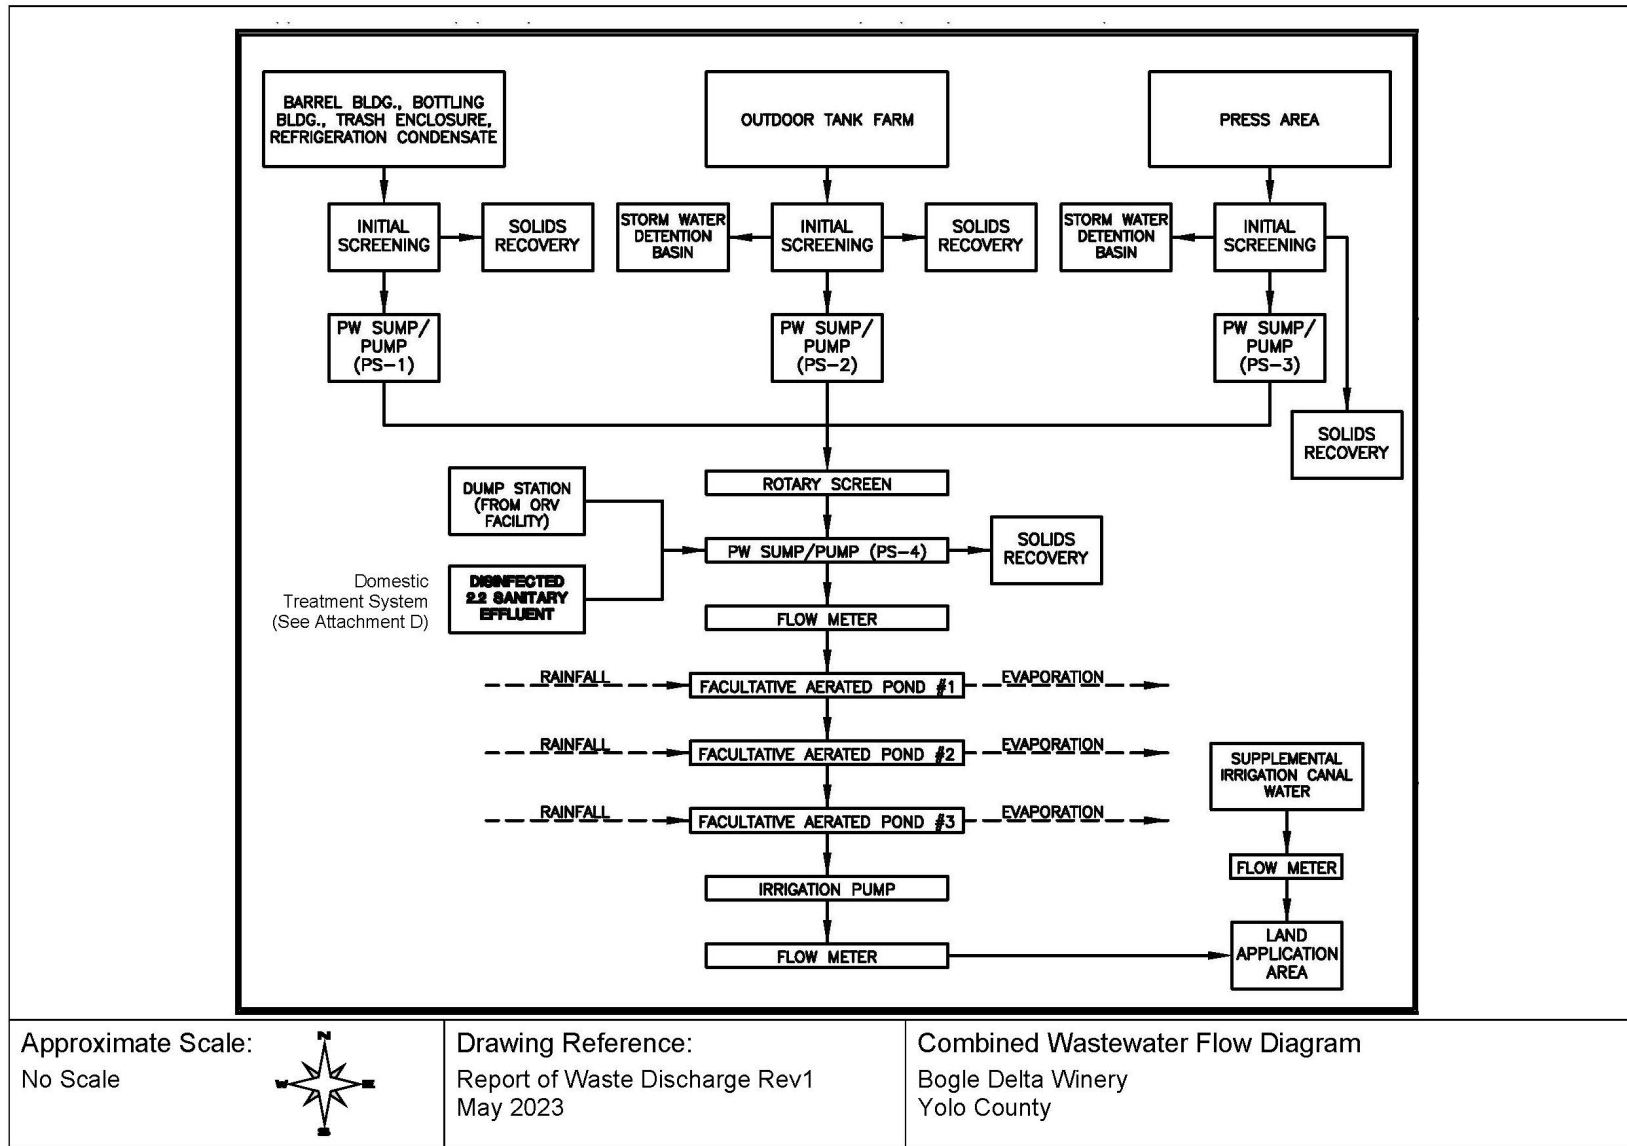 BARREL BLDG., BOTTLING
BLDG., TRASH ENCLOSURE,
REFRIGERATION CONDENSATE
OUTDOOR TANK FARM
PRESS AREA
INITIAL
SCREENING
SOLIDS
RECOVERY
STORM WATER
DETENTION
BASIN
INITIAL
SCREENING
SOLIDS
RECOVERY
STORM WATER
DETENTION
BASIN
INITIAL
SCREENING
PW SUMP/
PUMP
(PS-1)
PW SUMP/
PUMP
(PS-2)
PW SUMP/
PUMP
(PS-3)
SOLIDS
RECOVERY
ROTARY SCREEN
DUMP STATION
(FROM ORV
FACILITY)
PW SUMP/PUMP (PS-4)
SOLIDS
RECOVERY
Domestic
Treatment System
(See Attachment D)
DISINFECTED
2.2 SANITARY
EFFLUENT
FLOW METER
RAINFALL
FACULTATIVE AERATED POND #1
EVAPORATION
RAINFALL
FACULTATIVE AERATED POND #2
EVAPORATION
RAINFALL
FACULTATIVE AERATED POND #3
EVAPORATION
SUPPLEMENTAL
IRRIGATION CANAL
WATER
FLOW METER
IRRIGATION PUMP
FLOW METER
LAND
APPLICATION
AREA
Approximate Scale:
No Scale
N
W
E
S
Drawing Reference:
Report of Waste Discharge Rev1
May 2023
Combined Wastewater Flow Diagram
Bogle Delta Winery
Yolo County